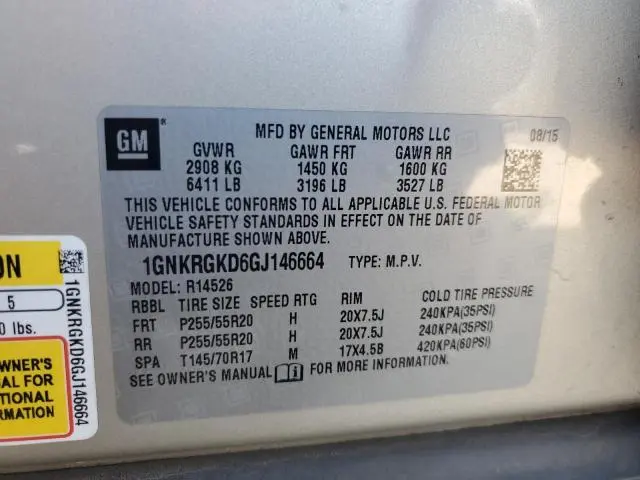 GM
MFD BY GENERAL MOTORS LLC 08/15
GVWR GAWR FRT GAWR RR
2908 KG 1450 KG 1600 KG
6411 LB 3196 LB 3527 LB
THIS VEHICLE CONFORMS TO ALL APPLICABLE U.S. FEDERAL MOTOR
VEHICLE SAFETY STANDARDS IN EFFECT ON THE DATE OF
MANUFACTURE SHOWN ABOVE.
1GNKRGKD6GJ146664 TYPE: M.P.V.
MODEL: R14526
RBBL TIRE SIZE SPEED RTG RIM COLD TIRE PRESSURE
FRT P255/55R20 H 20X7.5J 240KPA(35PSI)
RR P255/55R20 H 20X7.5J 240KPA(35PSI)
SPA T145/70R17 M 17X4.5B 420KPA(60PSI)
SEE OWNER'S MANUAL FOR MORE INFORMATION.
ON
5
0 lbs.
OWNER'S
AL FOR
TIONAL
RMATION
1GNKRGKD6GJ146664